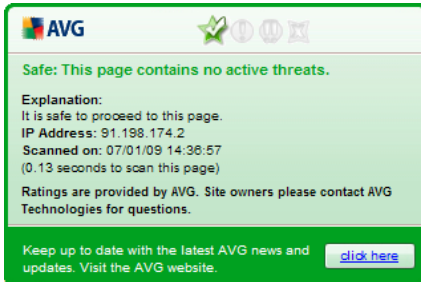 AVG
Safe: This page contains no active threats.
Explanation:
It is safe to proceed to this page.
IP Address: 91.198.174.2
Scanned on: 07/01/09 14:36:57
(0.13 seconds to scan this page)
Ratings are provided by AVG. Site owners please contact AVG
Technologies for questions.
Keep up to date with the latest AVG news and
updates. Visit the AVG website.
click here